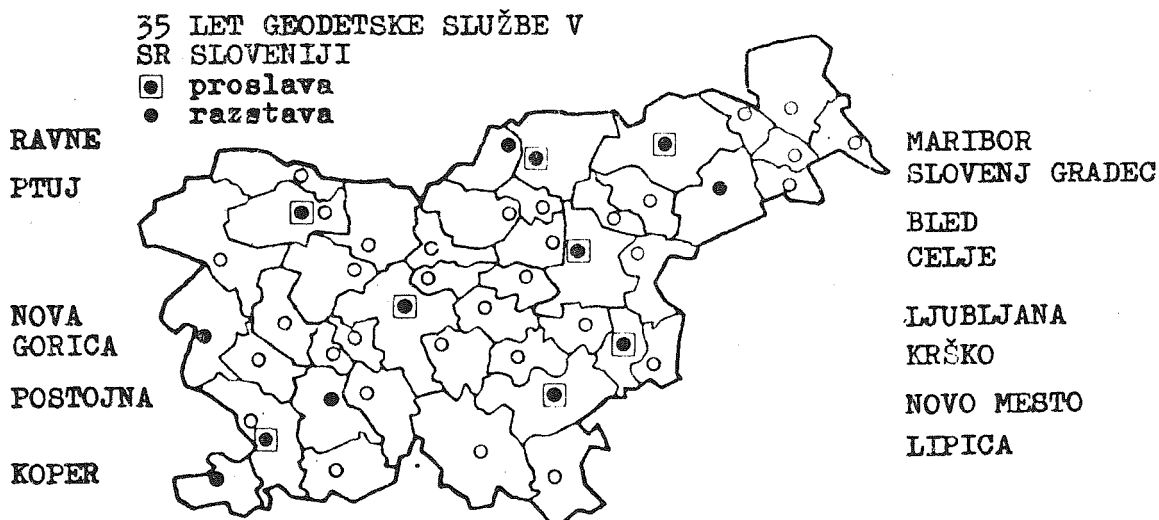 35 LET GEODETSKE SLUŽBE V
SR SLOVENIJI
proslava
razstava
RAVNE
PTUJ
NOVA
GORICA
POSTOJNA
KOPER
MARIBOR
SLOVENJ GRADEC
BLED
CELJE
LJUBLJANA
KRŠKO
NOVO MESTO
LIPICA